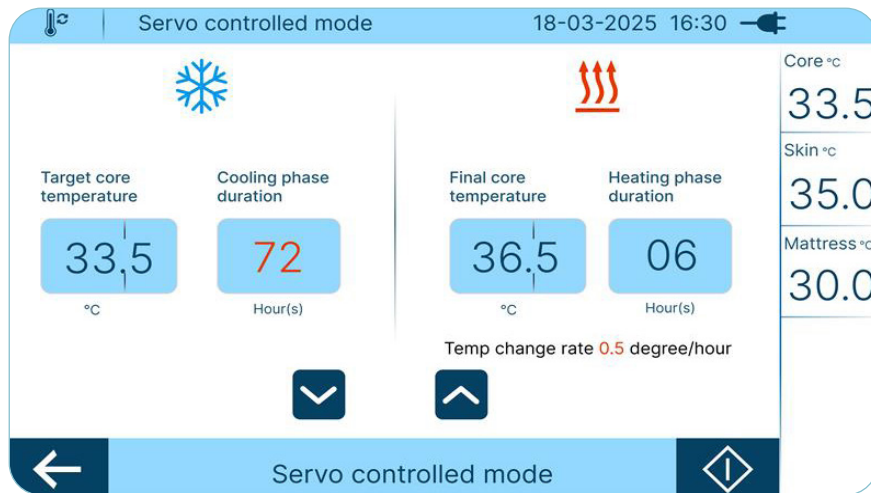 Servo controlled mode 18-03-2025 16:30
Core °C
33.5
Skin °C
35.0
Mattress °C
30.0
Target core temperature
Cooling phase duration
Final core temperature
Heating phase duration
33.5
72
36.5
06
°C
Hour(s)
°C
Hour(s)
Temp change rate 0.5 degree/hour
Servo controlled mode